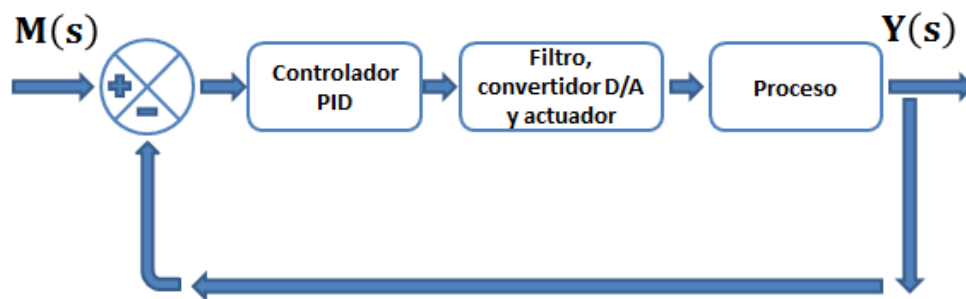 M(s)
Y(s)
+
-
Controlador
PID
Filtro,
convertidor D/A
y actuador
Proceso